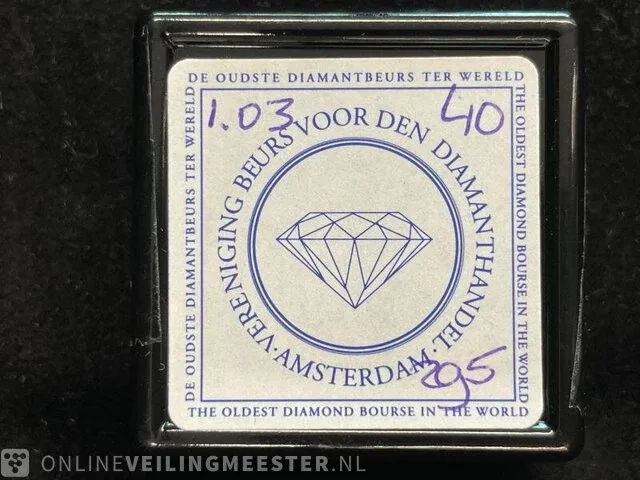 DE OUDSTE DIAMANTBEURS TER WERELD
THE OLDEST DIAMOND BOURSE IN THE WORLD
DE OUDSTE DIAMANTBEURS TER WERELD
1.03
40
VERENIGING BEURS VOOR DEN DIAMANTHANDEL
· AMSTERDAM ·
295
THE OLDEST DIAMOND BOURSE IN THE WORLD
ONLINEVEILINGMEESTER.NL